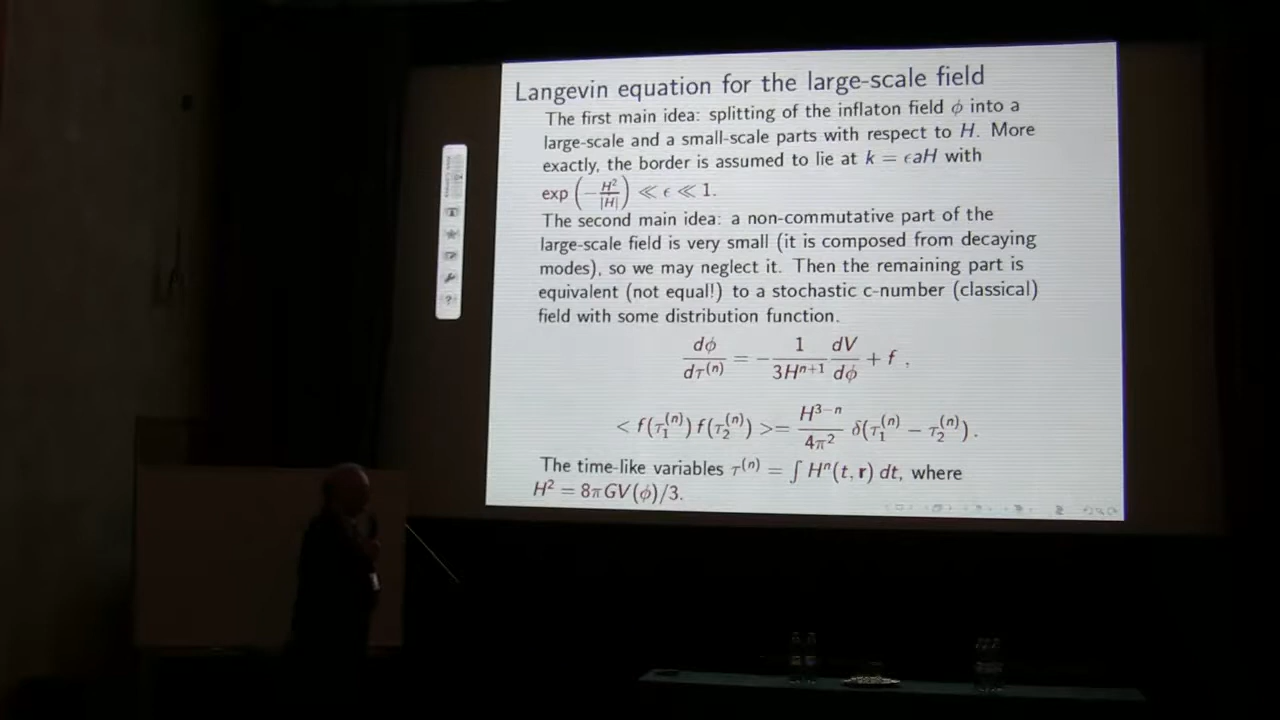 Langevin equation for the large-scale field
The first main idea: splitting of the inflaton field ϕ into a
large-scale and a small-scale parts with respect to H. More
exactly, the border is assumed to lie at k = ϵaH with
exp (−H²/|Ḣ|) ≪ ϵ ≪ 1.
The second main idea: a non-commutative part of the
large-scale field is very small (it is composed from decaying
modes), so we may neglect it. Then the remaining part is
equivalent (not equal!) to a stochastic c-number (classical)
field with some distribution function.
dϕ/dτ⁽ⁿ⁾ = − 1/3Hⁿ⁺¹ dV/dϕ + f ,
< f(τ₁⁽ⁿ⁾) f(τ₂⁽ⁿ⁾) >= H³⁻ⁿ/4π² δ(τ₁⁽ⁿ⁾ − τ₂⁽ⁿ⁾) .
The time-like variables τ⁽ⁿ⁾ = ∫ Hⁿ(t, r) dt, where
H² = 8πGV(ϕ)/3.